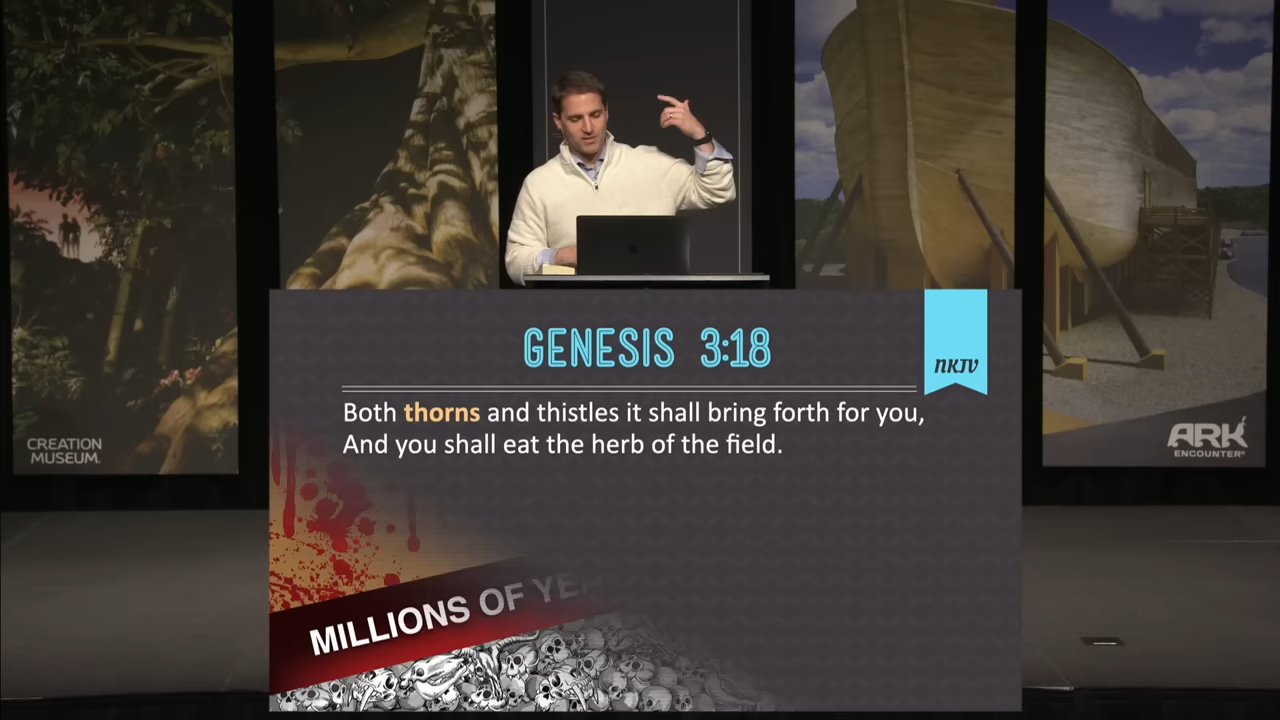 GENESIS 3:18
NKJV
Both thorns and thistles it shall bring forth for you,
And you shall eat the herb of the field.
MILLIONS OF YEA
CREATION
MUSEUM
ARK
ENCOUNTER